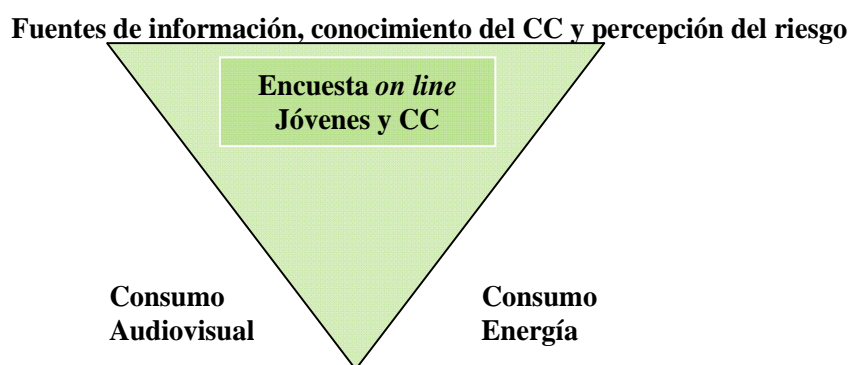 Fuentes de información, conocimiento del CC y percepción del riesgo
Encuesta on line
Jóvenes y CC
Consumo
Audiovisual
Consumo
Energía